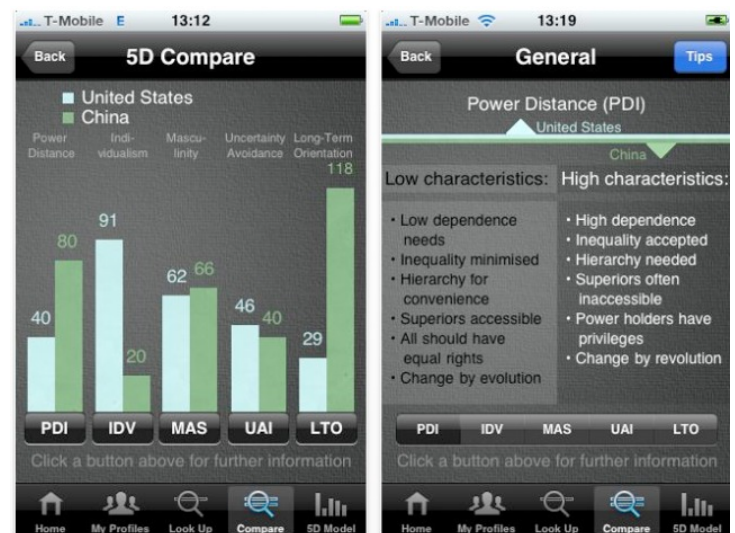 T-Mobile E 13:12
Back 5D Compare
United States
China
Power Distance
Indi-vidualism
Mascu-linity
Uncertainty Avoidance
Long-Term Orientation
118
91
80
62 66
46
40 40
29
20
PDI IDV MAS UAI LTO
Click a button above for further information
Home My Profiles Look Up Compare 5D Model
T-Mobile 13:19
Back General Tips
Power Distance (PDI)
United States
China
Low characteristics:
• Low dependence
needs
• Inequality minimised
• Hierarchy for
convenience
• Superiors accessible
• All should have
equal rights
• Change by evolution
High characteristics:
• High dependence
• Inequality accepted
• Hierarchy needed
• Superiors often
inaccessible
• Power holders have
privileges
• Change by revolution
PDI IDV MAS UAI LTO
Click a button above for further information
Home My Profiles Look Up Compare 5D Model